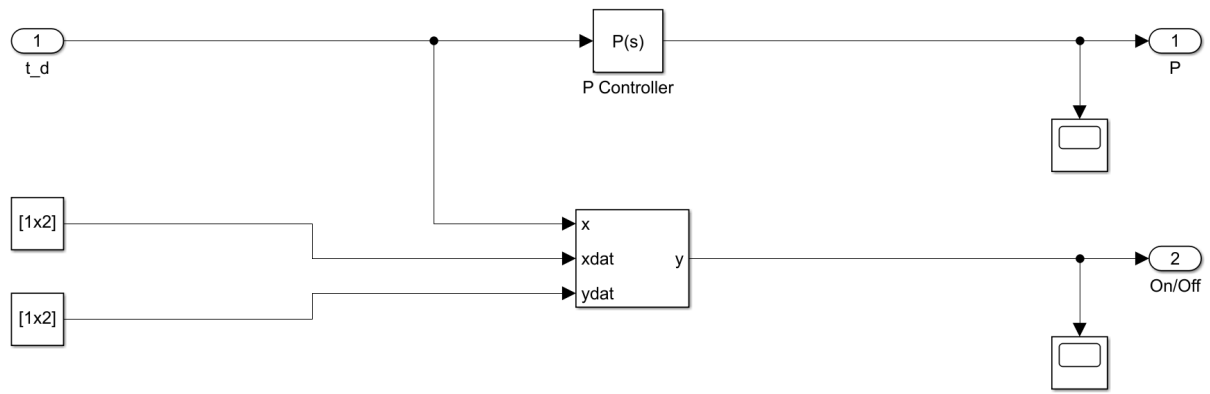 1
t_d
P(s)
P Controller
1
P
[1x2]
[1x2]
x
xdat
ydat
y
2
On/Off